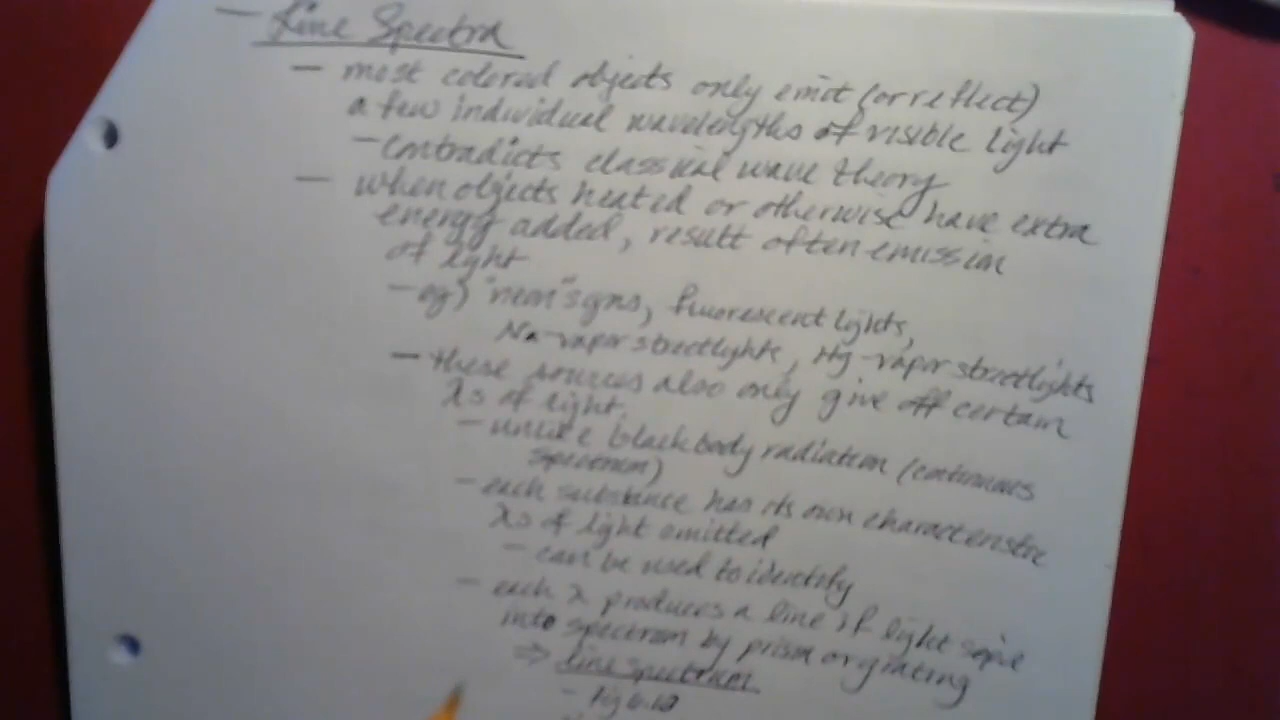 — Line Spectra
— most colored objects only emit (or reflect)
a few individual wavelengths of visible light
— contradicts classical wave theory
— when objects heated or otherwise have extra
energy added, result often emission
of light
— eg) "neon" signs, fluorescent lights,
Na-vapor streetlights, Hg-vapor streetlights
— these sources also only give off certain
λs of light
— unlike blackbody radiation (continuous
spectrum)
— each substance has its own characteristic
λs of light emitted
— can be used to identify
— each λ produces a line if light
into spectrum by prism or grating
⇒ line spectrum
— Fig 6.12